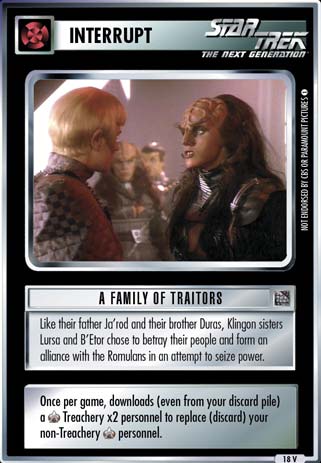 INTERRUPT
STAR TREK
THE NEXT GENERATION
NOT ENDORSED BY CBS OR PARAMOUNT PICTURES
A FAMILY OF TRAITORS
Like their father Ja'rod and their brother Duras, Klingon sisters
Lursa and B'Etor chose to betray their people and form an
alliance with the Romulans in an attempt to seize power.
Once per game, downloads (even from your discard pile)
a Treachery x2 personnel to replace (discard) your
non-Treachery personnel.
18 V